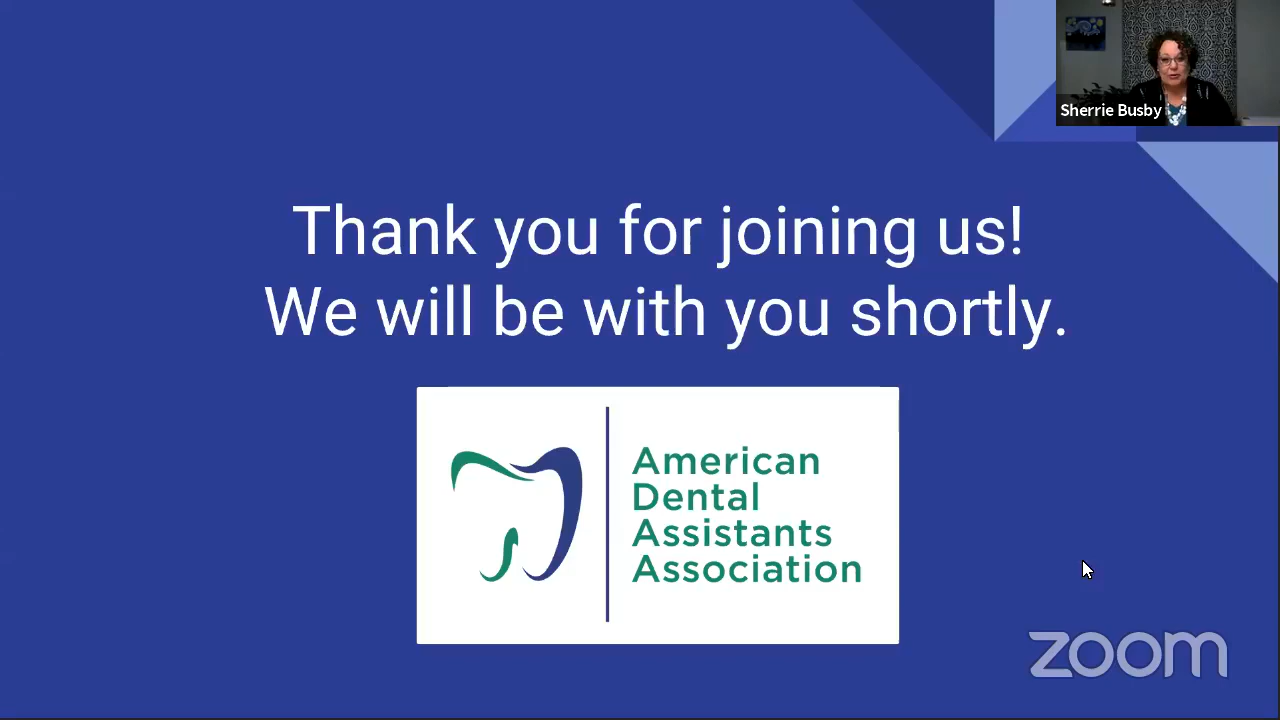 Sherrie Busby
Thank you for joining us!
We will be with you shortly.
American
Dental
Assistants
Association
zoom